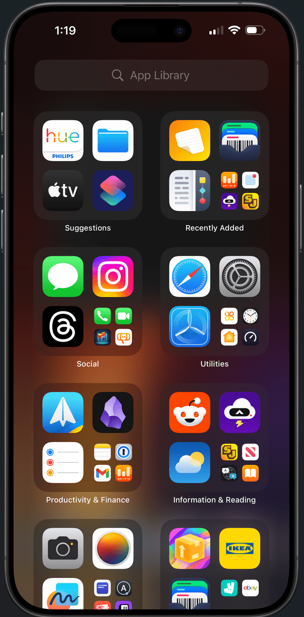 1:19
App Library
hue
PHILIPS
tv
Suggestions
Recently Added
Social
Utilities
Productivity & Finance
Information & Reading
IKEA
ebay